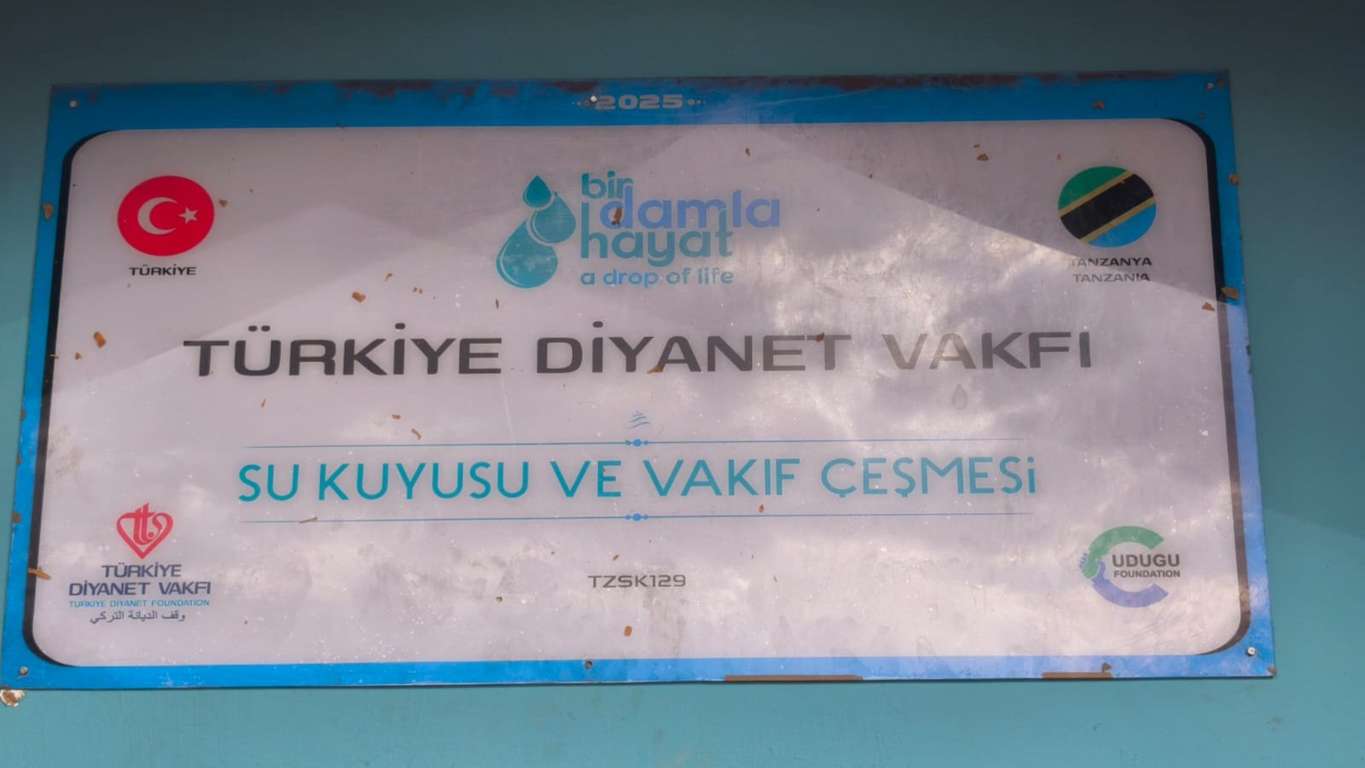 2025
TÜRKİYE
bir
damla
hayat
a drop of life
TANZANYA
TANZANIA
TÜRKİYE DİYANET VAKFI
SU KUYUSU VE VAKIF ÇEŞMESİ
TÜRKİYE
DİYANET VAKFI
TÜRKİYE DİYANET FOUNDATION
وقف الديانة التركي
TZSK129
UDUGU
FOUNDATION